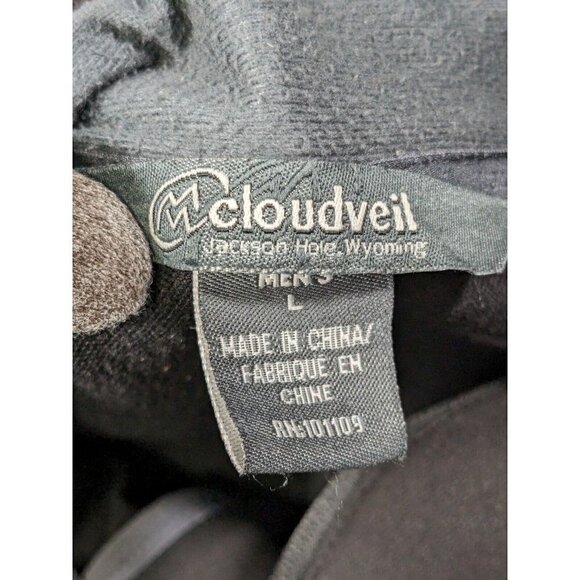 cloudveil
Jackson Hole, Wyoming
MEN'S
L
MADE IN CHINA/
FABRIQUE EN
CHINE
RN:101109